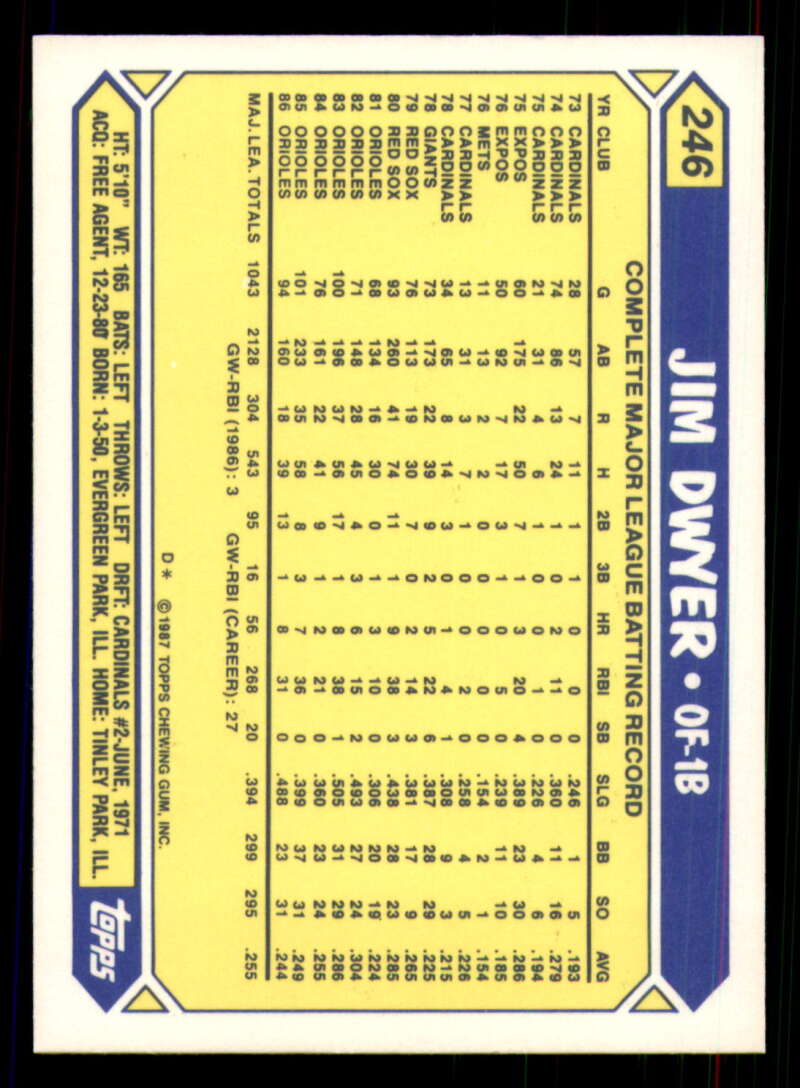 246
JIM DWYER • OF-1B
COMPLETE MAJOR LEAGUE BATTING RECORD
YR CLUB G AB R H 2B 3B HR RBI SB SLG BB SO AVG
73 CARDINALS 28 57 7 11 1 1 0 0 0 .246 1 5 .193
74 CARDINALS 74 86 13 24 1 0 2 11 0 .360 11 16 .279
75 CARDINALS 21 31 4 6 1 0 0 1 0 .226 4 6 .194
75 EXPOS 60 175 22 50 7 1 3 20 4 .389 23 30 .286
76 EXPOS 50 92 7 17 3 1 0 5 0 .239 11 10 .185
76 METS 11 13 2 2 0 0 0 0 0 .154 2 1 .154
77 CARDINALS 13 31 3 7 1 0 0 2 0 .258 4 5 .226
78 CARDINALS 34 65 8 14 3 0 1 4 1 .308 9 3 .215
78 GIANTS 73 173 22 39 9 2 5 22 6 .387 28 29 .225
79 RED SOX 76 113 19 30 7 0 2 14 3 .381 17 9 .265
80 RED SOX 93 260 41 74 11 1 9 38 3 .438 28 23 .285
81 ORIOLES 68 134 16 30 0 1 3 10 0 .306 20 19 .224
82 ORIOLES 71 148 28 45 4 3 6 15 2 .493 27 24 .304
83 ORIOLES 100 196 37 56 17 1 8 38 1 .505 31 29 .286
84 ORIOLES 76 161 22 41 9 1 2 21 0 .360 23 24 .255
85 ORIOLES 101 233 35 58 8 3 7 36 0 .399 37 31 .249
86 ORIOLES 94 160 18 39 13 1 8 31 0 .488 23 31 .244
MAJ.LEA. TOTALS 1043 2128 304 543 95 16 56 268 20 .394 299 295 .255
GW-RBI (1986): 3 GW-RBI (CAREER): 27
D* ©1987 TOPPS CHEWING GUM, INC.
HT: 5'10" WT: 165 BATS: LEFT THROWS: LEFT DRFT: CARDINALS #2-JUNE, 1971
ACQ: FREE AGENT, 12-23-80 BORN: 1-3-50, EVERGREEN PARK, ILL. HOME: TINLEY PARK, ILL.
topps